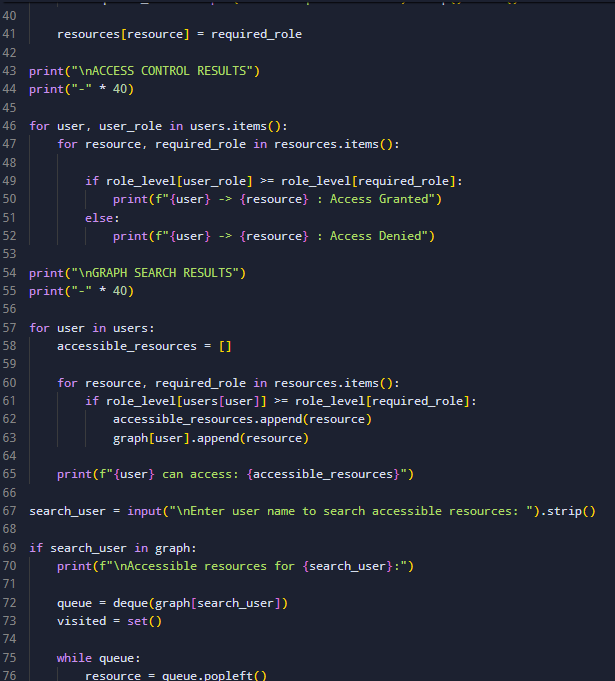 40
41 resources[resource] = required_role
42
43 print("\nACCESS CONTROL RESULTS")
44 print("-" * 40)
45
46 for user, user_role in users.items():
47     for resource, required_role in resources.items():
48
49         if role_level[user_role] >= role_level[required_role]:
50             print(f"{user} -> {resource} : Access Granted")
51         else:
52             print(f"{user} -> {resource} : Access Denied")
53
54 print("\nGRAPH SEARCH RESULTS")
55 print("-" * 40)
56
57 for user in users:
58     accessible_resources = []
59
60     for resource, required_role in resources.items():
61         if role_level[users[user]] >= role_level[required_role]:
62             accessible_resources.append(resource)
63             graph[user].append(resource)
64
65     print(f"{user} can access: {accessible_resources}")
66
67 search_user = input("\nEnter user name to search accessible resources: ").strip()
68
69 if search_user in graph:
70     print(f"\nAccessible resources for {search_user}:")
71
72     queue = deque(graph[search_user])
73     visited = set()
74
75     while queue:
76         resource = queue.popleft()